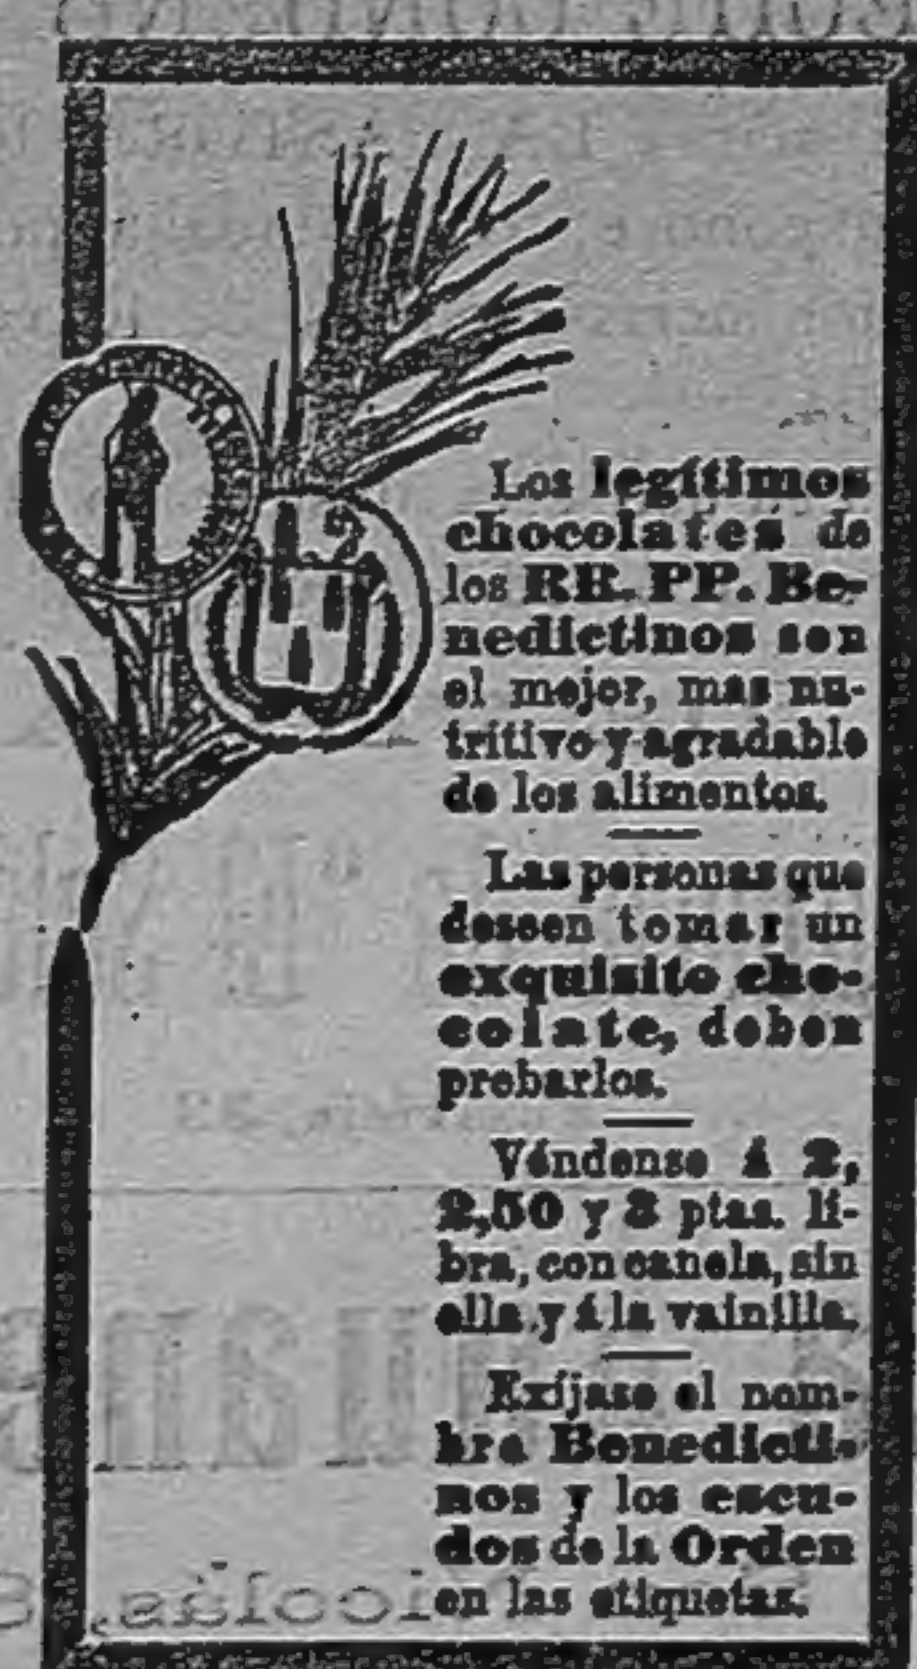 Los legítimos
chocolates de
los RR. PP. Be-
nedictinos son
el mejor, mas nu-
tritivo y agradable
de los alimentos.
Las personas que
deseen tomar un
exquisito cho-
colate, deben
probarlos.
Véndense á 2,
2,50 y 3 ptas. li-
bra, con canela, sin
ella y á la vainilla.
Exíjase el nom-
bre Benedicti-
nos y los escu-
dos de la Orden
en las etiquetas.